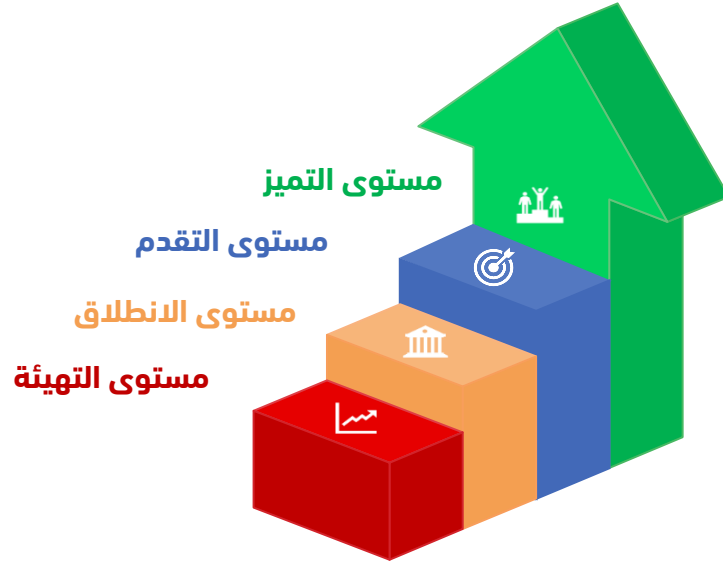 مستوى التميز
مستوى التقدم
مستوى الانطلاق
مستوى التهيئة